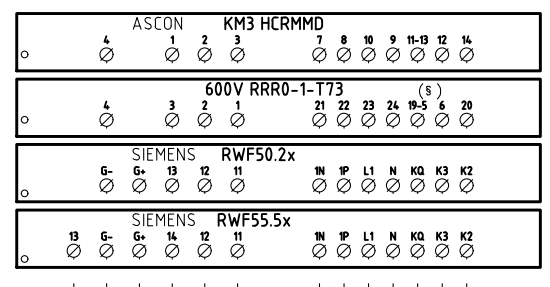 ASCON KM3 HCRMMD
4 1 2 3 7 8 10 9 11-13 12 14
600V RRR0-1-T73 (§)
4 3 2 1 21 22 23 24 19-5 6 20
SIEMENS RWF50.2x
G- G+ 13 12 11 1N 1P L1 N KQ K3 K2
SIEMENS RWF55.5x
13 G- G+ 14 12 11 1N 1P L1 N KQ K3 K2